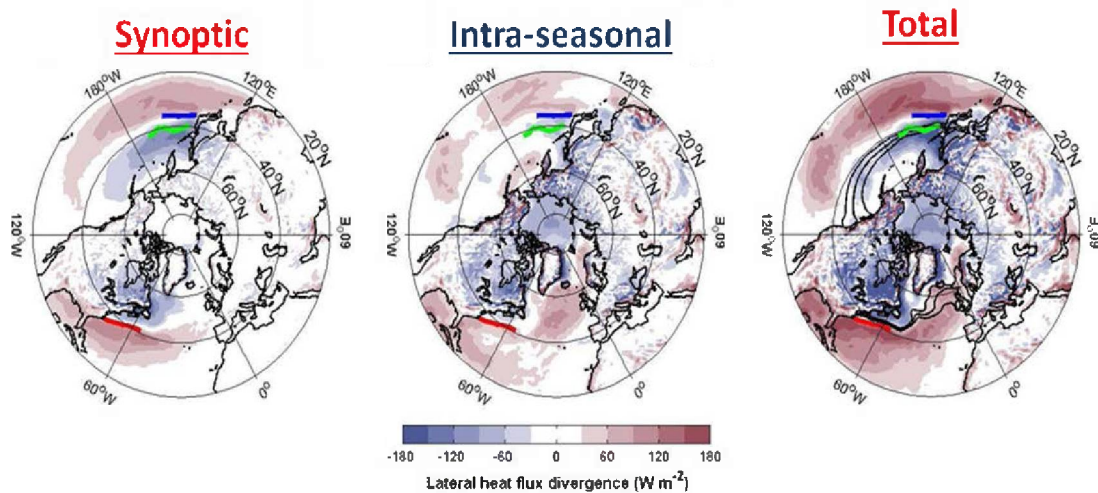 Synoptic
Intra-seasonal
Total
180°W
120°E
20°N
40°N
60°N
120°W
60°E
60°W
0°
180°W
120°E
20°N
40°N
60°N
120°W
60°E
60°W
0°
180°W
120°E
20°N
40°N
60°N
120°W
60°E
60°W
0°
-180 -120 -60 0 60 120 180
Lateral heat flux divergence (W m⁻²)